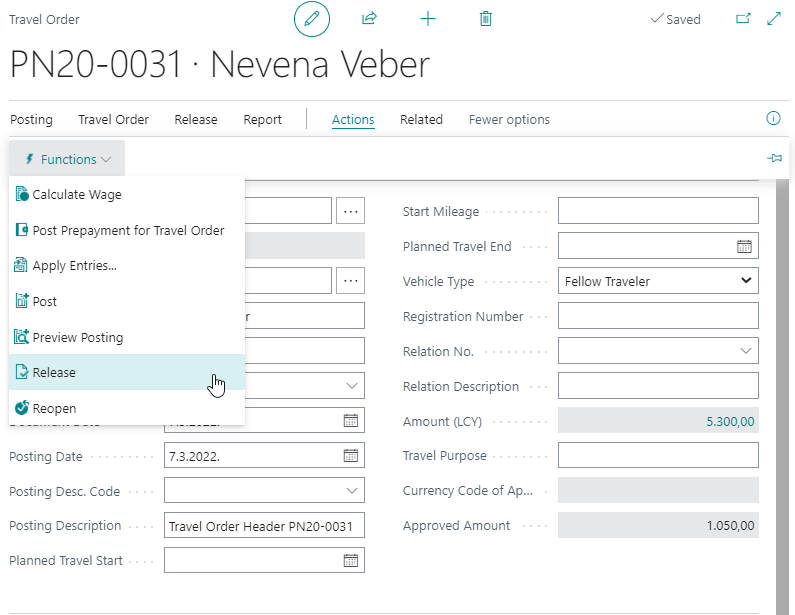 Travel Order
Saved
PN20-0031 · Nevena Veber
Posting Travel Order Release Report Actions Related Fewer options
Functions
Calculate Wage
Post Prepayment for Travel Order
Apply Entries...
Post
Preview Posting
Release
Reopen
Posting Date 7.3.2022.
Posting Desc. Code
Posting Description Travel Order Header PN20-0031
Planned Travel Start
Start Mileage
Planned Travel End
Vehicle Type Fellow Traveler
Registration Number
Relation No.
Relation Description
Amount (LCY) 5.300,00
Travel Purpose
Currency Code of Ap...
Approved Amount 1.050,00